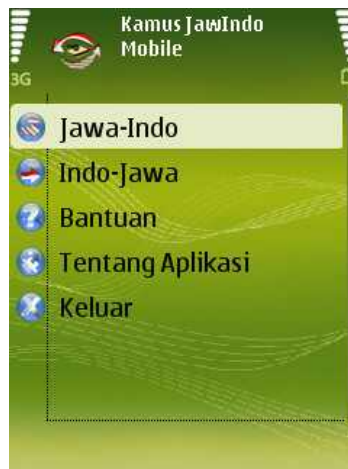 Kamus JawIndo
Mobile
3G
Jawa-Indo
Indo-Jawa
Bantuan
Tentang Aplikasi
Keluar